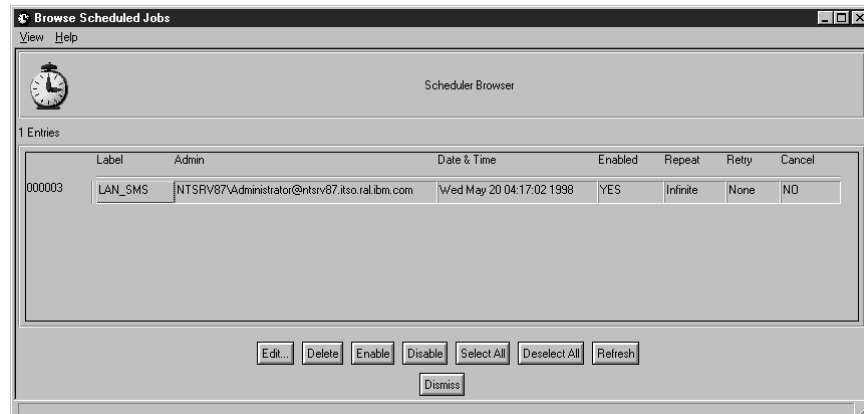 Browse Scheduled Jobs
View Help
Scheduler Browser
1 Entries
Label Admin Date & Time Enabled Repeat Retry Cancel
000003 LAN_SMS NTSRV87\Administrator@ntsrv87.itso.ral.ibm.com Wed May 20 04:17:02 1998 YES Infinite None NO
Edit... Delete Enable Disable Select All Deselect All Refresh
Dismiss